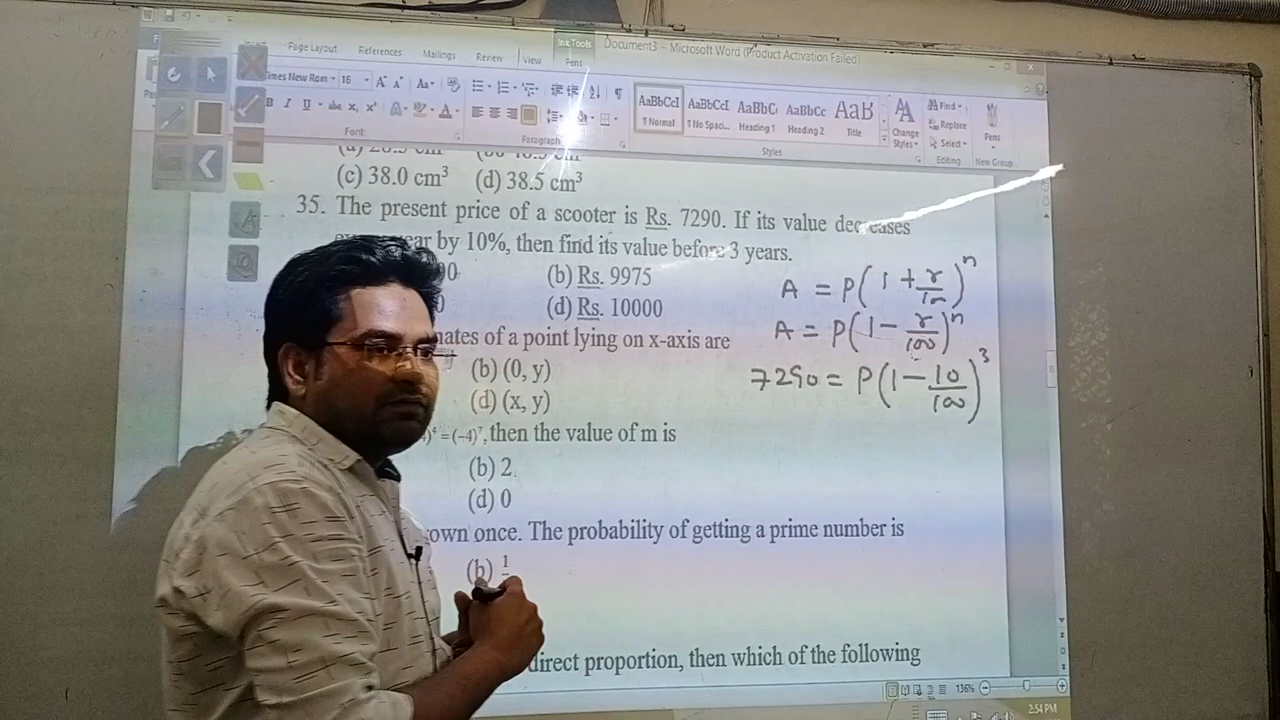 Page Layout References Mailings Review View Ink Tools Pens Document3 - Microsoft Word (Product Activation Failed)
Times New Rom 16
AaBbCcI AaBbCcI AaBbC AaBbCc AaB
¶ Normal ¶ No Spaci... Heading 1 Heading 2 Title
Change Styles
Find
Replace
Select
Pens
Font Paragraph Styles Editing New Group
(c) 38.0 cm³ (d) 38.5 cm³
35. The present price of a scooter is Rs. 7290. If its value decreases
by 10%, then find its value before 3 years.
(b) Rs. 9975
(d) Rs. 10000
A = P(1 + r/100)^n
A = P(1 - r/100)^n
7290 = P(1 - 10/100)^3
of a point lying on x-axis are
(b) (0, y)
(d) (x, y)
= (-4)⁷, then the value of m is
(b) 2
(d) 0
once. The probability of getting a prime number is
(b) 1
direct proportion, then which of the following
136%
2:54 PM